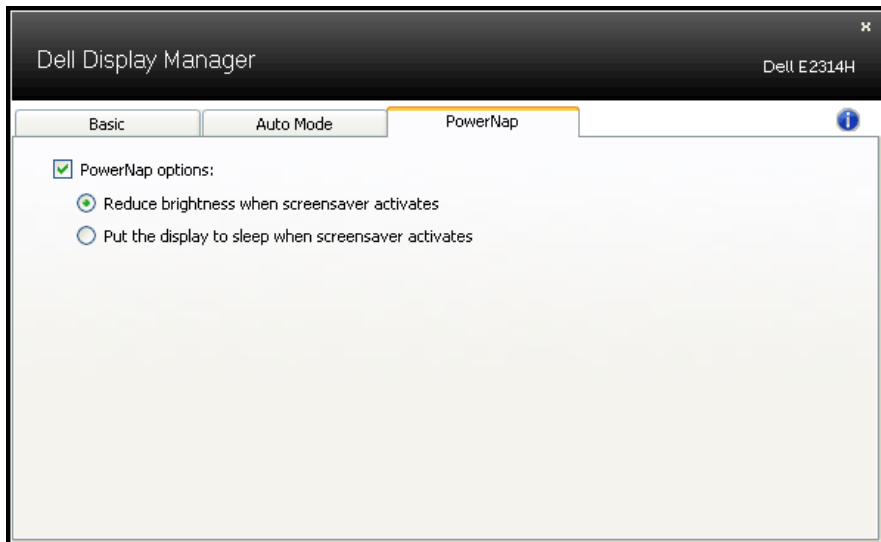 x
Dell Display Manager
Dell E2314H
Basic
Auto Mode
PowerNap
i
PowerNap options:
Reduce brightness when screensaver activates
Put the display to sleep when screensaver activates